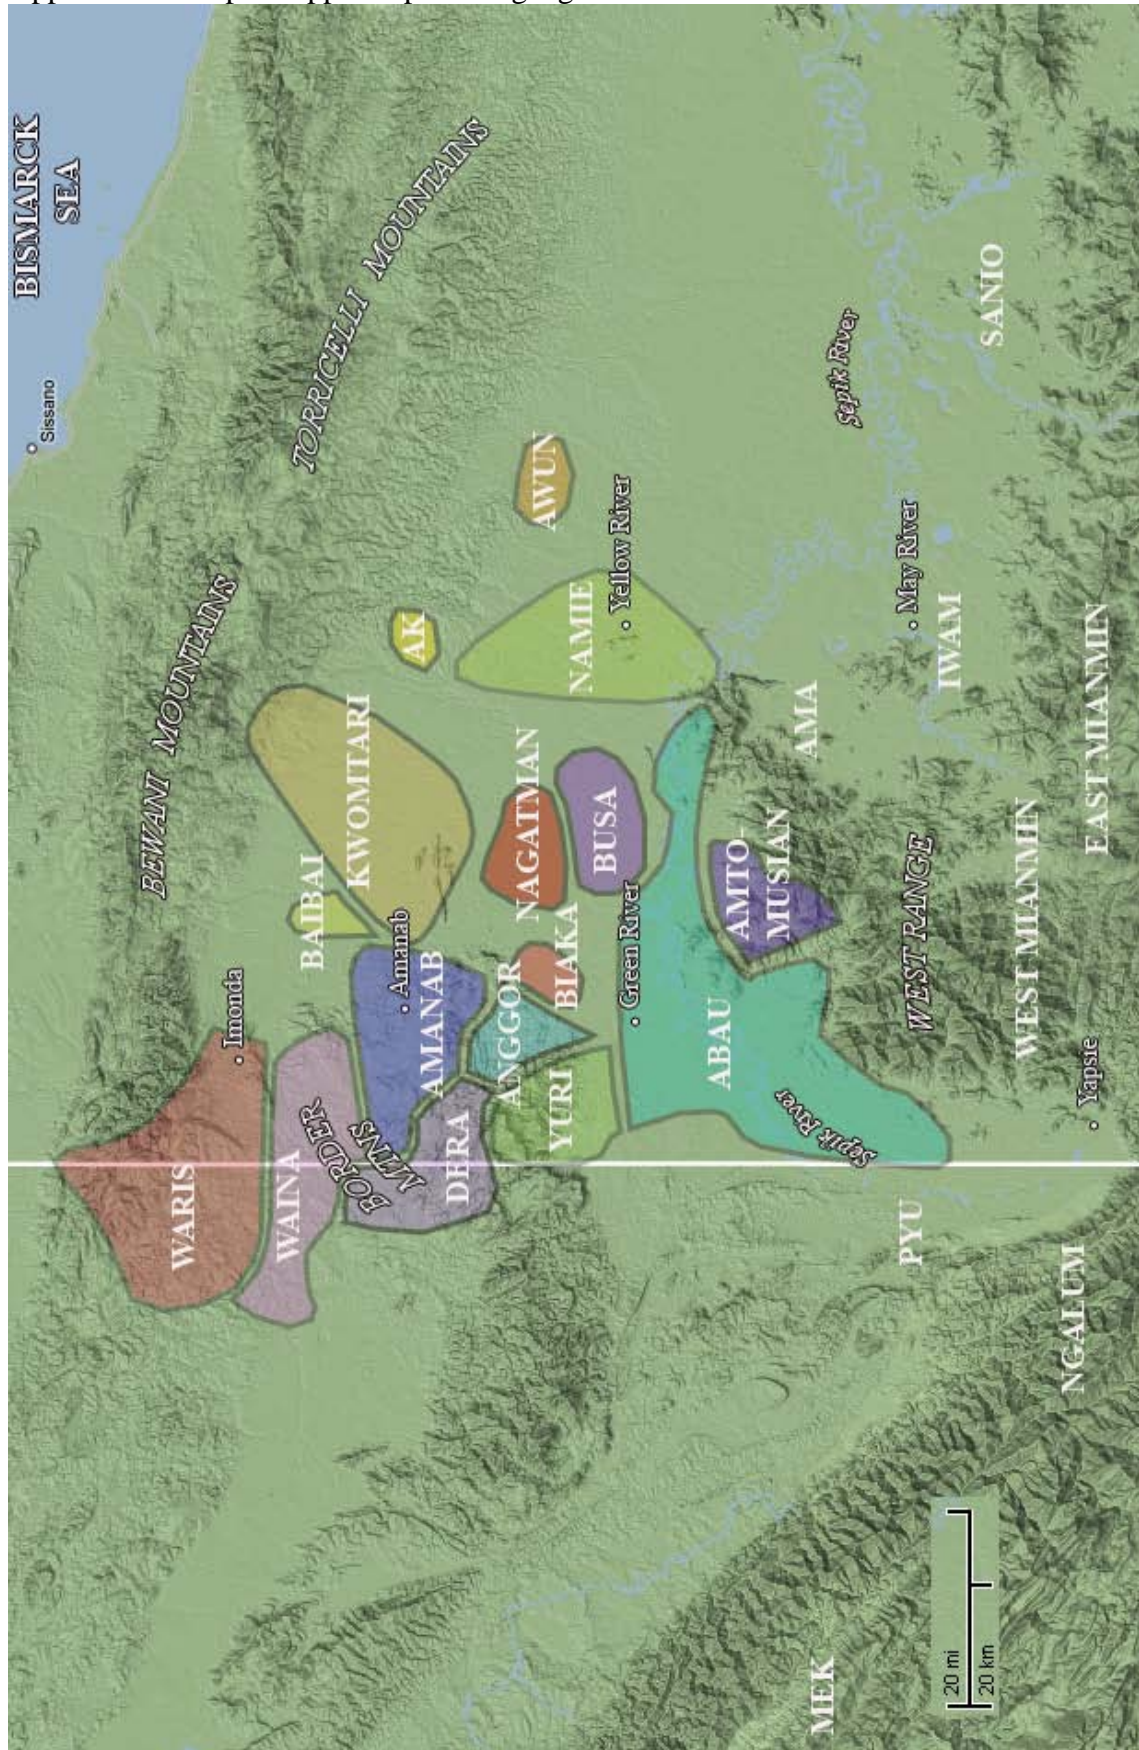 BISMARCK
SEA
Sissano
BEWANI MOUNTAINS
WARIS
Imonda
TORRICELLI MOUNTAINS
WAINA
BAIBAI
BORDER
MTNS
KWOMTARI
Amanab
AK
AMANAB
DERA
ANGGOR
NAGATMAN
AWUN
YURI
BIAKA
NAMIE
BUSA
Yellow River
Green River
ABAU
AMTO-
MUSIAN
Sepik River
AMA
MEK
Sepik River
PYU
May River
WEST RANGE
IWAM
20 mi
20 km
SANIO
WEST MIANMIN
NGALUM
Yapsie
EAST MIANMIN